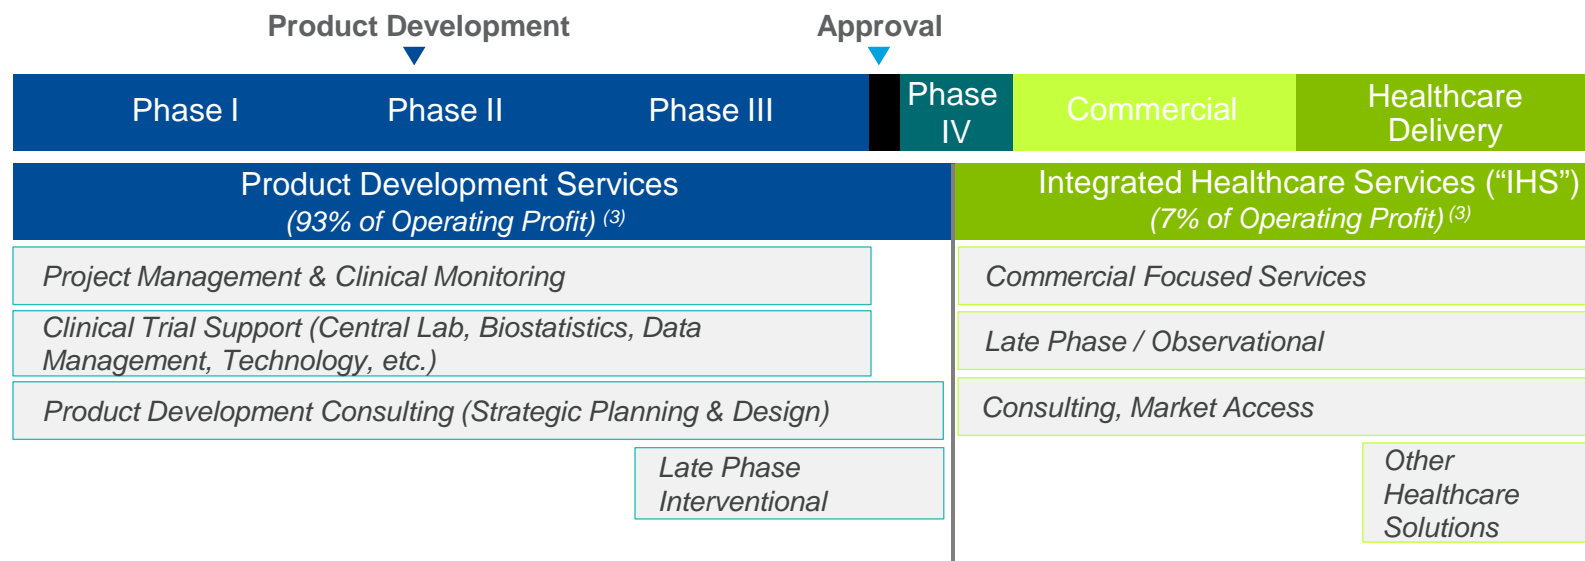 Product Development
Approval
Phase I
Phase II
Phase III
Phase
IV
Commercial
Healthcare
Delivery
Product Development Services
(93% of Operating Profit) (3)
Integrated Healthcare Services (“IHS”)
(7% of Operating Profit) (3)
Project Management & Clinical Monitoring
Clinical Trial Support (Central Lab, Biostatistics, Data
Management, Technology, etc.)
Product Development Consulting (Strategic Planning & Design)
Late Phase
Interventional
Commercial Focused Services
Late Phase / Observational
Consulting, Market Access
Other
Healthcare
Solutions